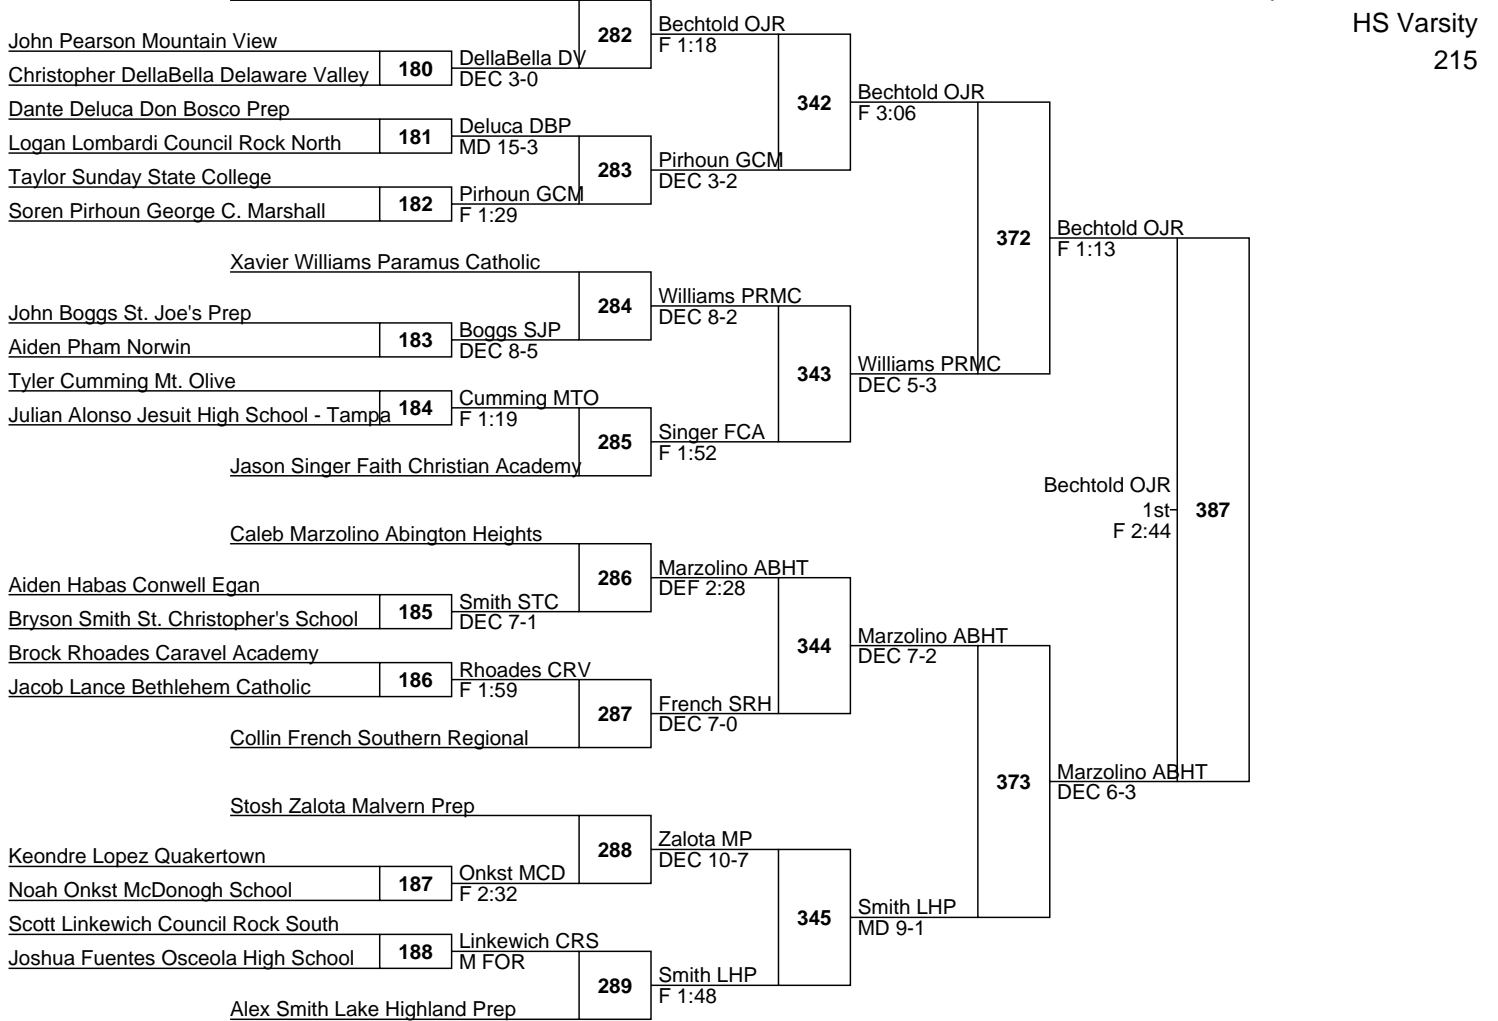 HS Varsity
215
John Pearson Mountain View
180
Christopher DellaBella Delaware Valley
DellaBella DV
DEC 3-0
282
Bechtold OJR
F 1:18
Dante Deluca Don Bosco Prep
181
Logan Lombardi Council Rock North
Deluca DBP
MD 15-3
Taylor Sunday State College
182
Soren Pirhoun George C. Marshall
Pirhoun GCM
F 1:29
283
Pirhoun GCM
DEC 3-2
342
Bechtold OJR
F 3:06
Xavier Williams Paramus Catholic
John Boggs St. Joe's Prep
183
Aiden Pham Norwin
Boggs SJP
DEC 8-5
284
Williams PRMC
DEC 8-2
Tyler Cumming Mt. Olive
184
Julian Alonso Jesuit High School - Tampa
Cumming MTO
F 1:19
285
Jason Singer Faith Christian Academy
Singer FCA
F 1:52
343
Williams PRMC
DEC 5-3
372
Bechtold OJR
F 1:13
Caleb Marzolino Abington Heights
Aiden Habas Conwell Egan
185
Bryson Smith St. Christopher's School
Smith STC
DEC 7-1
286
Marzolino ABHT
DEF 2:28
Brock Rhoades Caravel Academy
186
Jacob Lance Bethlehem Catholic
Rhoades CRV
F 1:59
287
Collin French Southern Regional
French SRH
DEC 7-0
344
Marzolino ABHT
DEC 7-2
Stosh Zalota Malvern Prep
Keondre Lopez Quakertown
187
Noah Onkst McDonogh School
Onkst MCD
F 2:32
288
Zalota MP
DEC 10-7
Scott Linkewich Council Rock South
188
Joshua Fuentes Osceola High School
Linkewich CRS
M FOR
289
Alex Smith Lake Highland Prep
Smith LHP
F 1:48
345
Smith LHP
MD 9-1
373
Marzolino ABHT
DEC 6-3
387
Bechtold OJR
1st
F 2:44